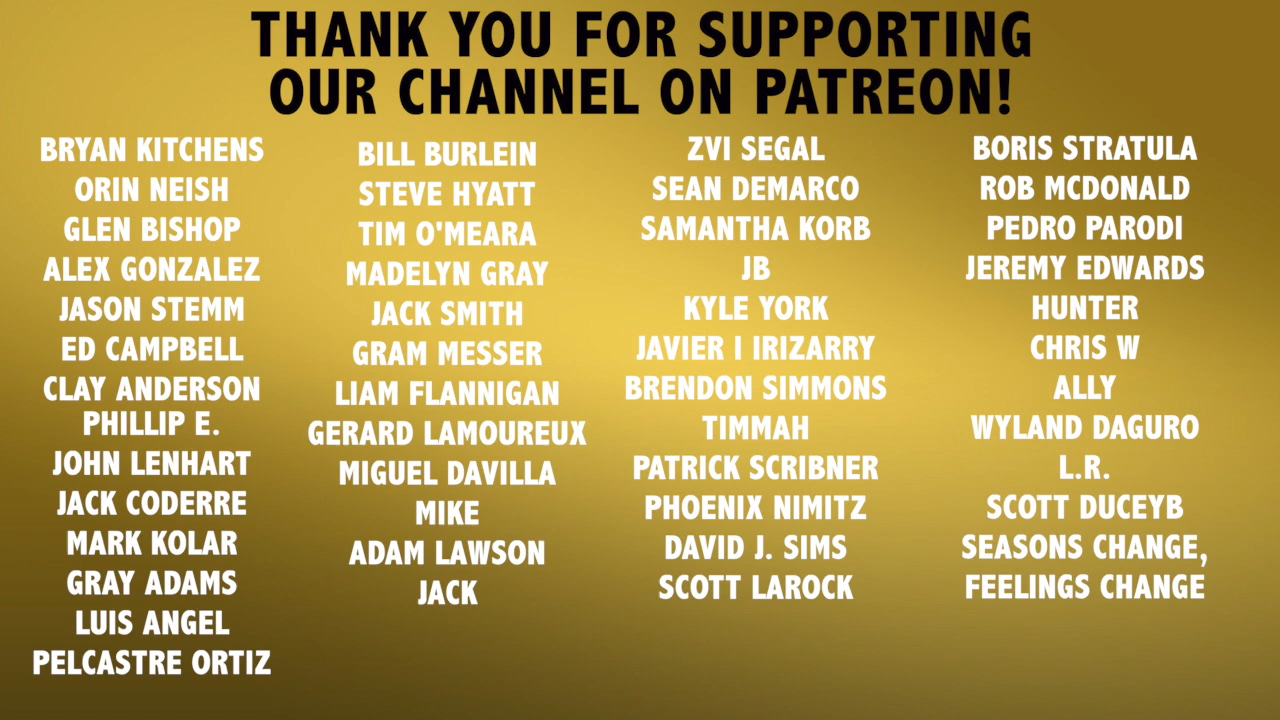 THANK YOU FOR SUPPORTING
OUR CHANNEL ON PATREON!
BRYAN KITCHENS
ORIN NEISH
GLEN BISHOP
ALEX GONZALEZ
JASON STEMM
ED CAMPBELL
CLAY ANDERSON
PHILLIP E.
JOHN LENHART
JACK CODERRE
MARK KOLAR
GRAY ADAMS
LUIS ANGEL
PELCASTRE ORTIZ
BILL BURLEIN
STEVE HYATT
TIM O'MEARA
MADELYN GRAY
JACK SMITH
GRAM MESSER
LIAM FLANNIGAN
GERARD LAMOUREUX
MIGUEL DAVILLA
MIKE
ADAM LAWSON
JACK
ZVI SEGAL
SEAN DEMARCO
SAMANTHA KORB
JB
KYLE YORK
JAVIER I IRIZARRY
BRENDON SIMMONS
TIMMAH
PATRICK SCRIBNER
PHOENIX NIMITZ
DAVID J. SIMS
SCOTT LAROCK
BORIS STRATULA
ROB MCDONALD
PEDRO PARODI
JEREMY EDWARDS
HUNTER
CHRIS W
ALLY
WYLAND DAGURO
L.R.
SCOTT DUCEYB
SEASONS CHANGE,
FEELINGS CHANGE